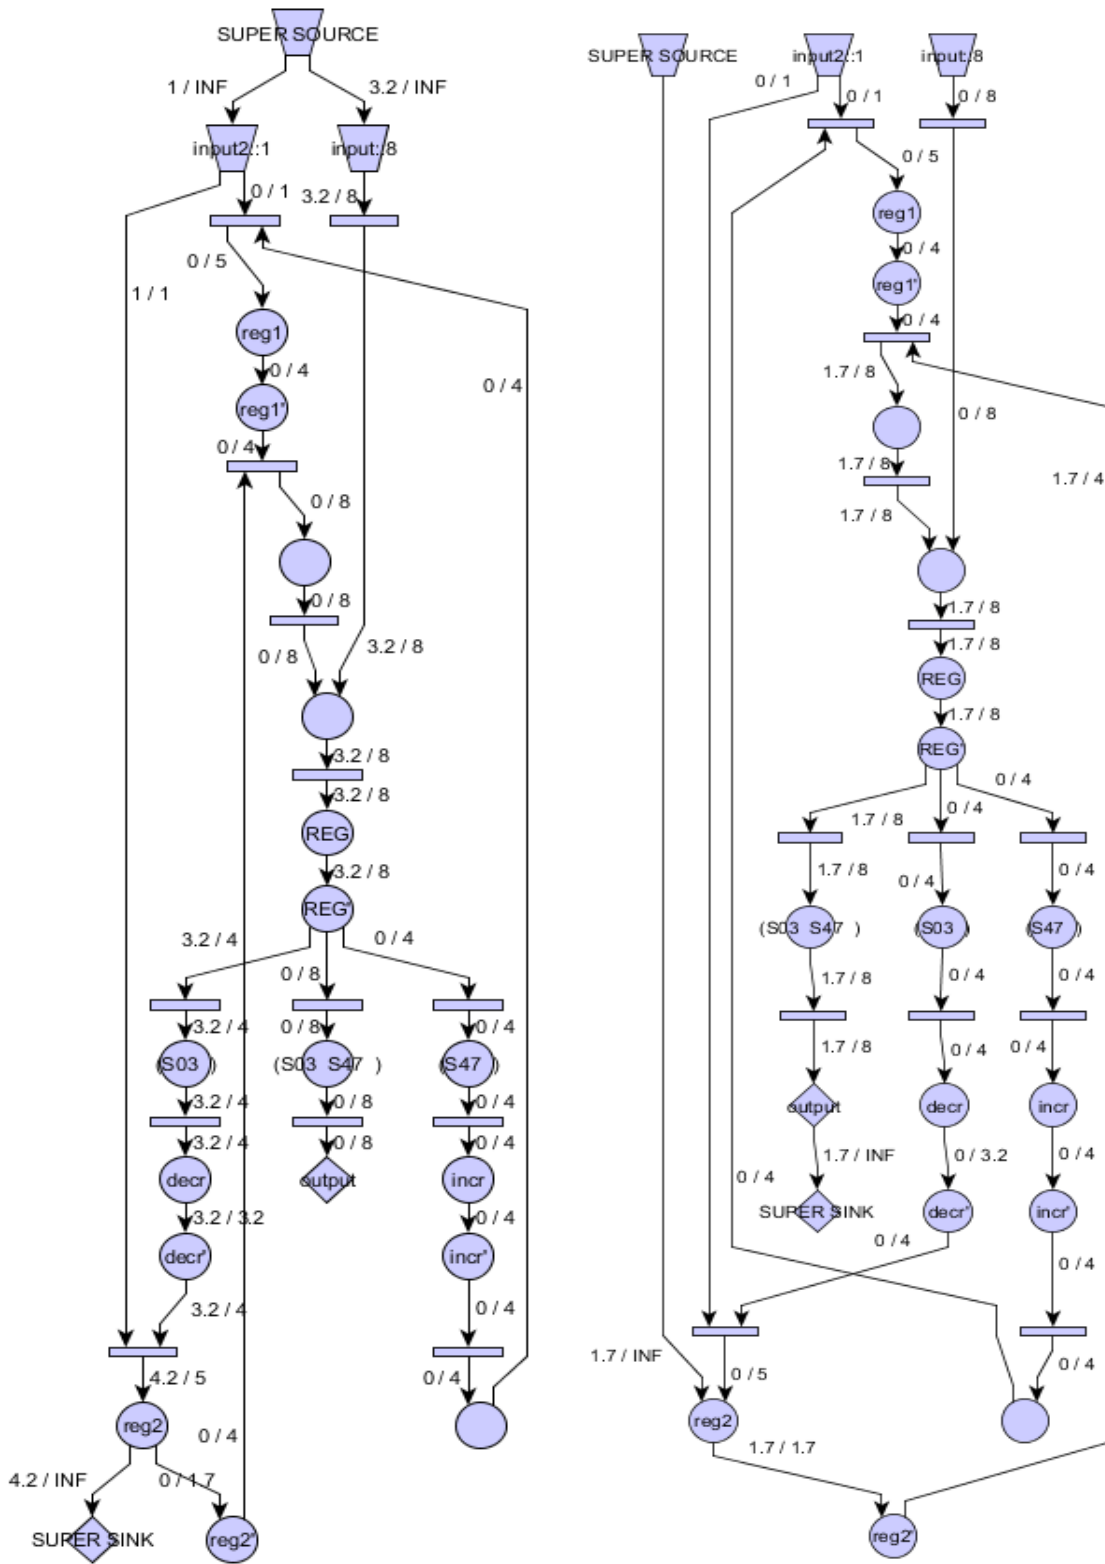 SUPER SOURCE
1 / INF
3.2 / INF
input2::1
input::8
0 / 1
3.2 / 8
0 / 5
1 / 1
reg1
0 / 4
0 / 4
reg1'
0 / 4
0 / 8
0 / 8
0 / 8
3.2 / 8
3.2 / 8
3.2 / 8
REG
3.2 / 8
REG'
3.2 / 4
0 / 4
0 / 8
3.2 / 4
0 / 8
0 / 4
(S03 )
(S03 S47 )
(S47 )
3.2 / 4
0 / 8
0 / 4
3.2 / 4
0 / 8
0 / 4
decr
output
incr
3.2 / 3.2
0 / 4
decr'
incr'
3.2 / 4
0 / 4
4.2 / 5
0 / 4
reg2
0 / 4
4.2 / INF
0 / 1.7
SUPER SINK
reg2'
SUPER SOURCE
input2::1
input::8
0 / 1
0 / 1
0 / 8
0 / 5
reg1
0 / 4
reg1'
0 / 4
1.7 / 8
0 / 8
1.7 / 8
1.7 / 4
1.7 / 8
1.7 / 8
1.7 / 8
REG
1.7 / 8
REG'
0 / 4
1.7 / 8
0 / 4
1.7 / 8
0 / 4
0 / 4
(S03 S47 )
(S03 )
(S47 )
1.7 / 8
0 / 4
0 / 4
1.7 / 8
0 / 4
0 / 4
output
decr
incr
1.7 / INF
0 / 3.2
0 / 4
0 / 4
SUPER SINK
decr'
incr'
0 / 4
0 / 4
1.7 / INF
0 / 5
0 / 4
reg2
1.7 / 1.7
reg2'